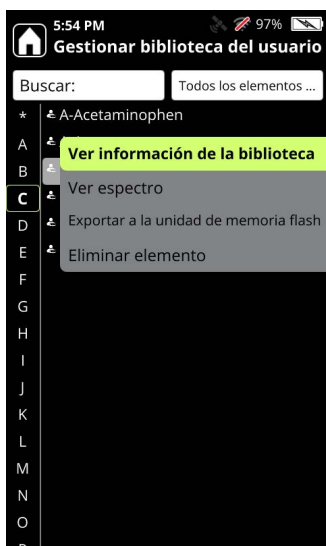 5:54 PM
97%
Gestionar biblioteca del usuario
Buscar:
Todos los elementos ...
*
A-Acetaminophen
A
Ver información de la biblioteca
B
Ver espectro
C
D
Exportar a la unidad de memoria flash
E
Eliminar elemento
F
G
H
I
J
K
L
M
N
O